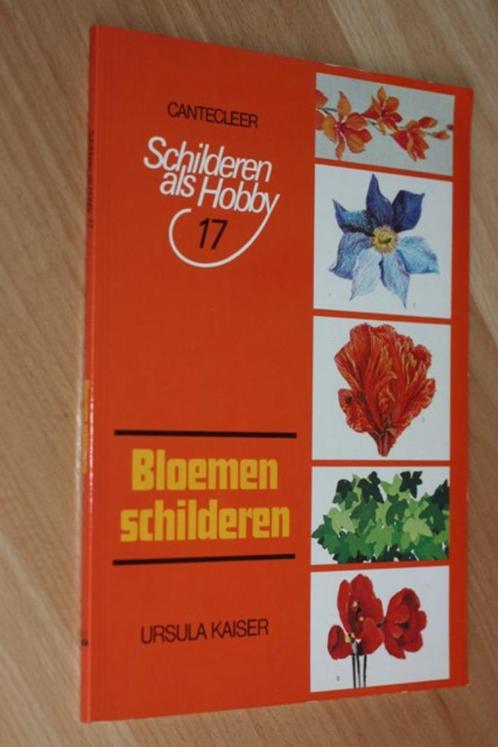 CANTECLEER
Schilderen
als Hobby
17
Bloemen
schilderen
URSULA KAISER